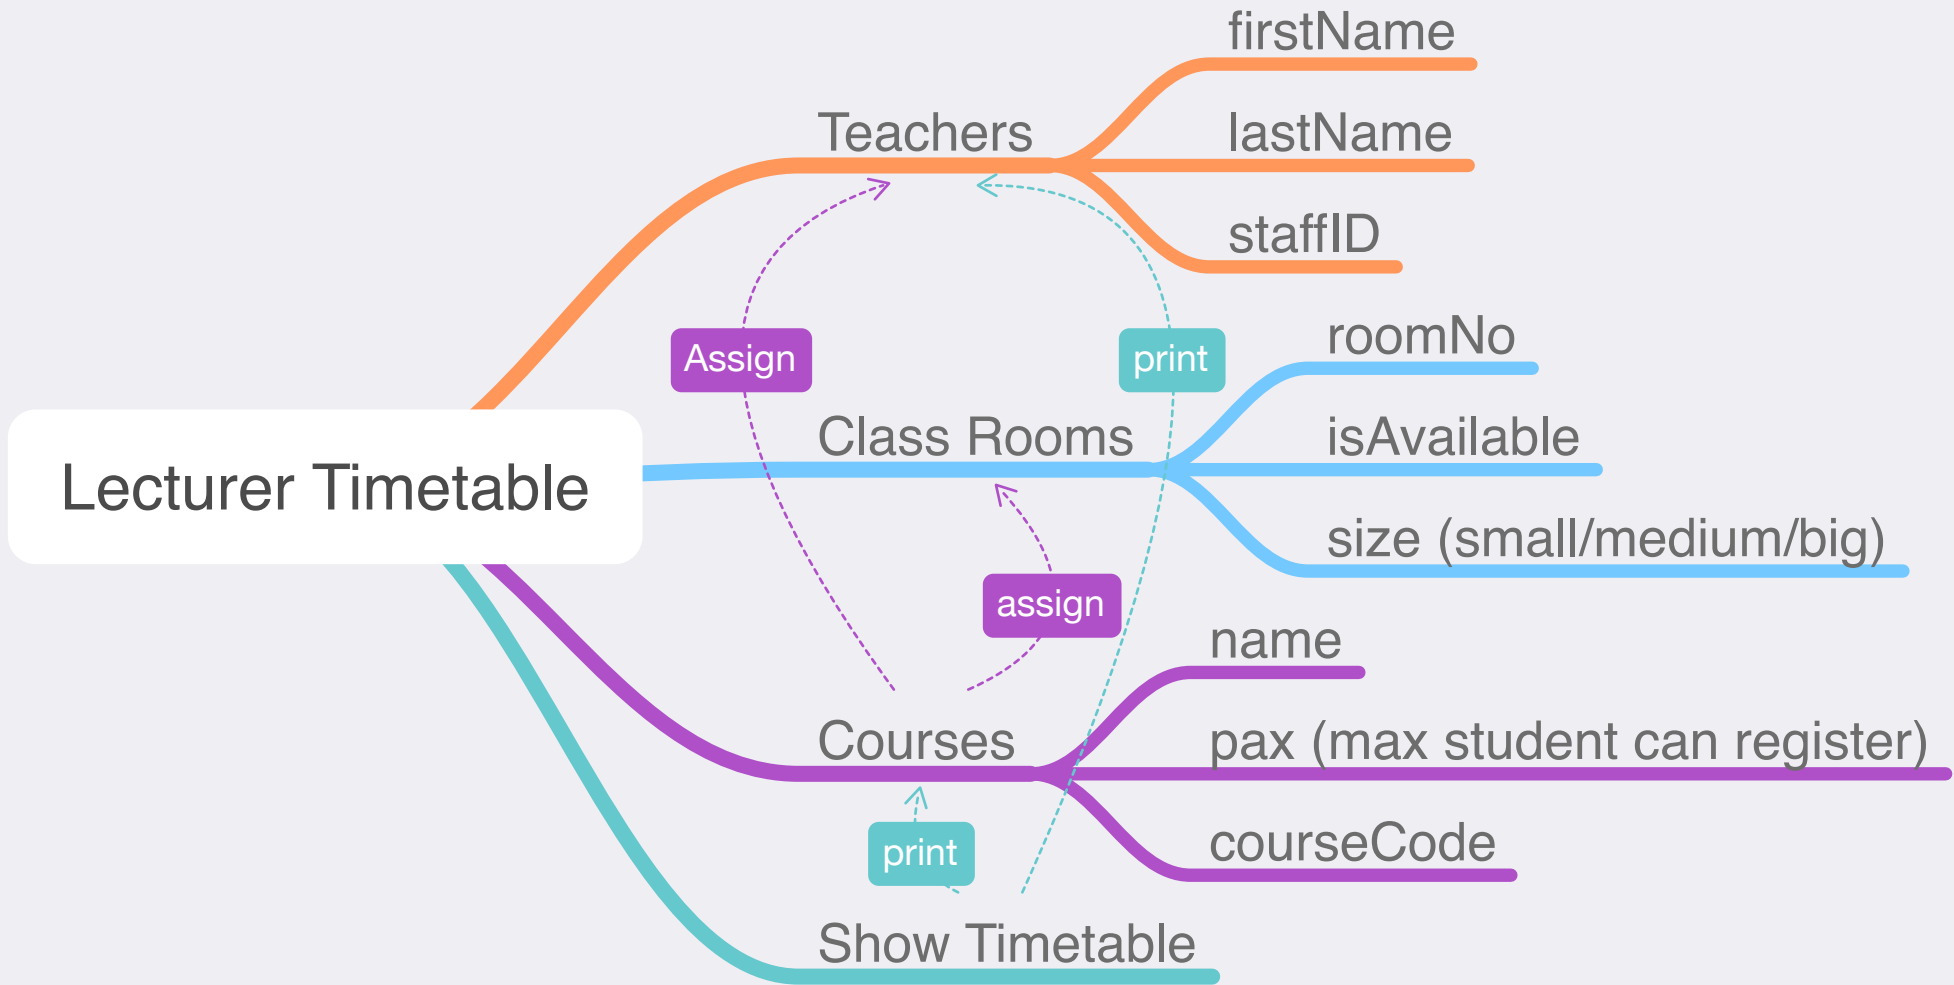 firstName
Teachers
lastName
staffID
Assign
print
roomNo
Class Rooms
isAvailable
Lecturer Timetable
size (small/medium/big)
assign
name
Courses
pax (max student can register)
print
courseCode
Show Timetable